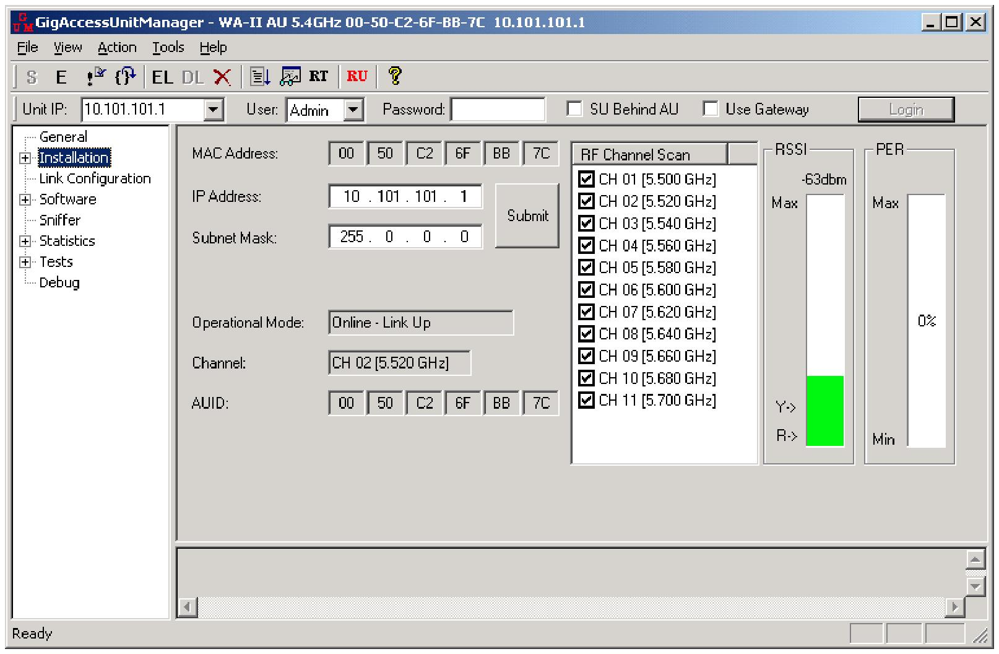 GUM GigAccessUnitManager - WA-II AU 5.4GHz 00-50-C2-6F-BB-7C 10.101.101.1
File View Action Tools Help
S E EL DL RT RU ?
Unit IP: 10.101.101.1 User: Admin Password: SU Behind AU Use Gateway Login
General
Installation
Link Configuration
Software
Sniffer
Statistics
Tests
Debug
MAC Address: 00 50 C2 6F BB 7C
IP Address: 10 . 101 . 101 . 1
Subnet Mask: 255 . 0 . 0 . 0
Submit
Operational Mode: Online - Link Up
Channel: CH 02 [5.520 GHz]
AUID: 00 50 C2 6F BB 7C
RF Channel Scan
CH 01 [5.500 GHz]
CH 02 [5.520 GHz]
CH 03 [5.540 GHz]
CH 04 [5.560 GHz]
CH 05 [5.580 GHz]
CH 06 [5.600 GHz]
CH 07 [5.620 GHz]
CH 08 [5.640 GHz]
CH 09 [5.660 GHz]
CH 10 [5.680 GHz]
CH 11 [5.700 GHz]
RSSI
-63dbm
Max
Y->
R->
PER
Max
0%
Min
Ready